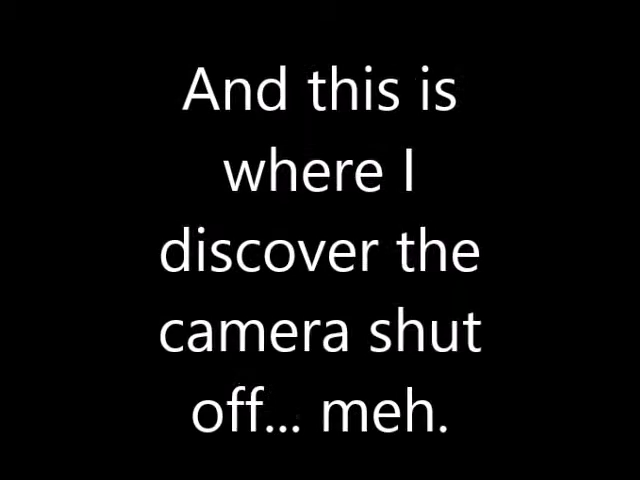 And this is
where I
discover the
camera shut
off... meh.